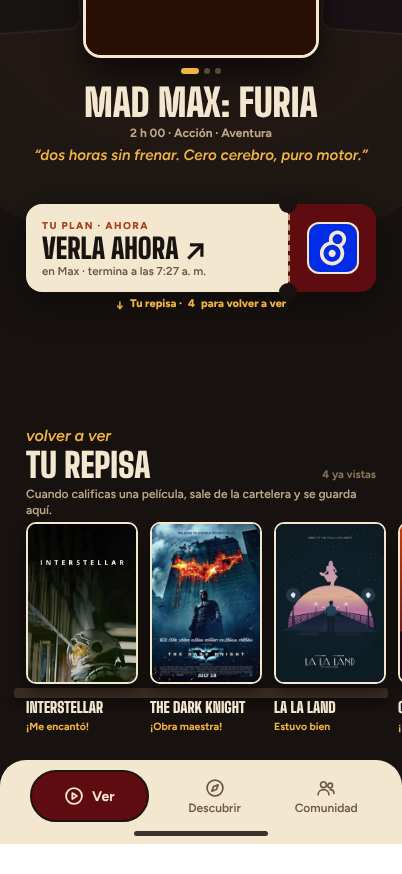 MAD MAX: FURIA
2 h 00 · Acción · Aventura
“dos horas sin frenar. Cero cerebro, puro motor.”
TU PLAN · AHORA
VERLA AHORA ↗
en Max · termina a las 7:27 a. m.
↓ Tu repisa · 4 para volver a ver
volver a ver
TU REPISA
4 ya vistas
Cuando calificas una película, sale de la cartelera y se guarda
aquí.
INTERSTELLAR
THE DARK KNIGHT
JULY 18
LA LA LAND
INTERSTELLAR
THE DARK KNIGHT
LA LA LAND
¡Me encantó!
¡Obra maestra!
Estuvo bien
Ver
Descubrir
Comunidad